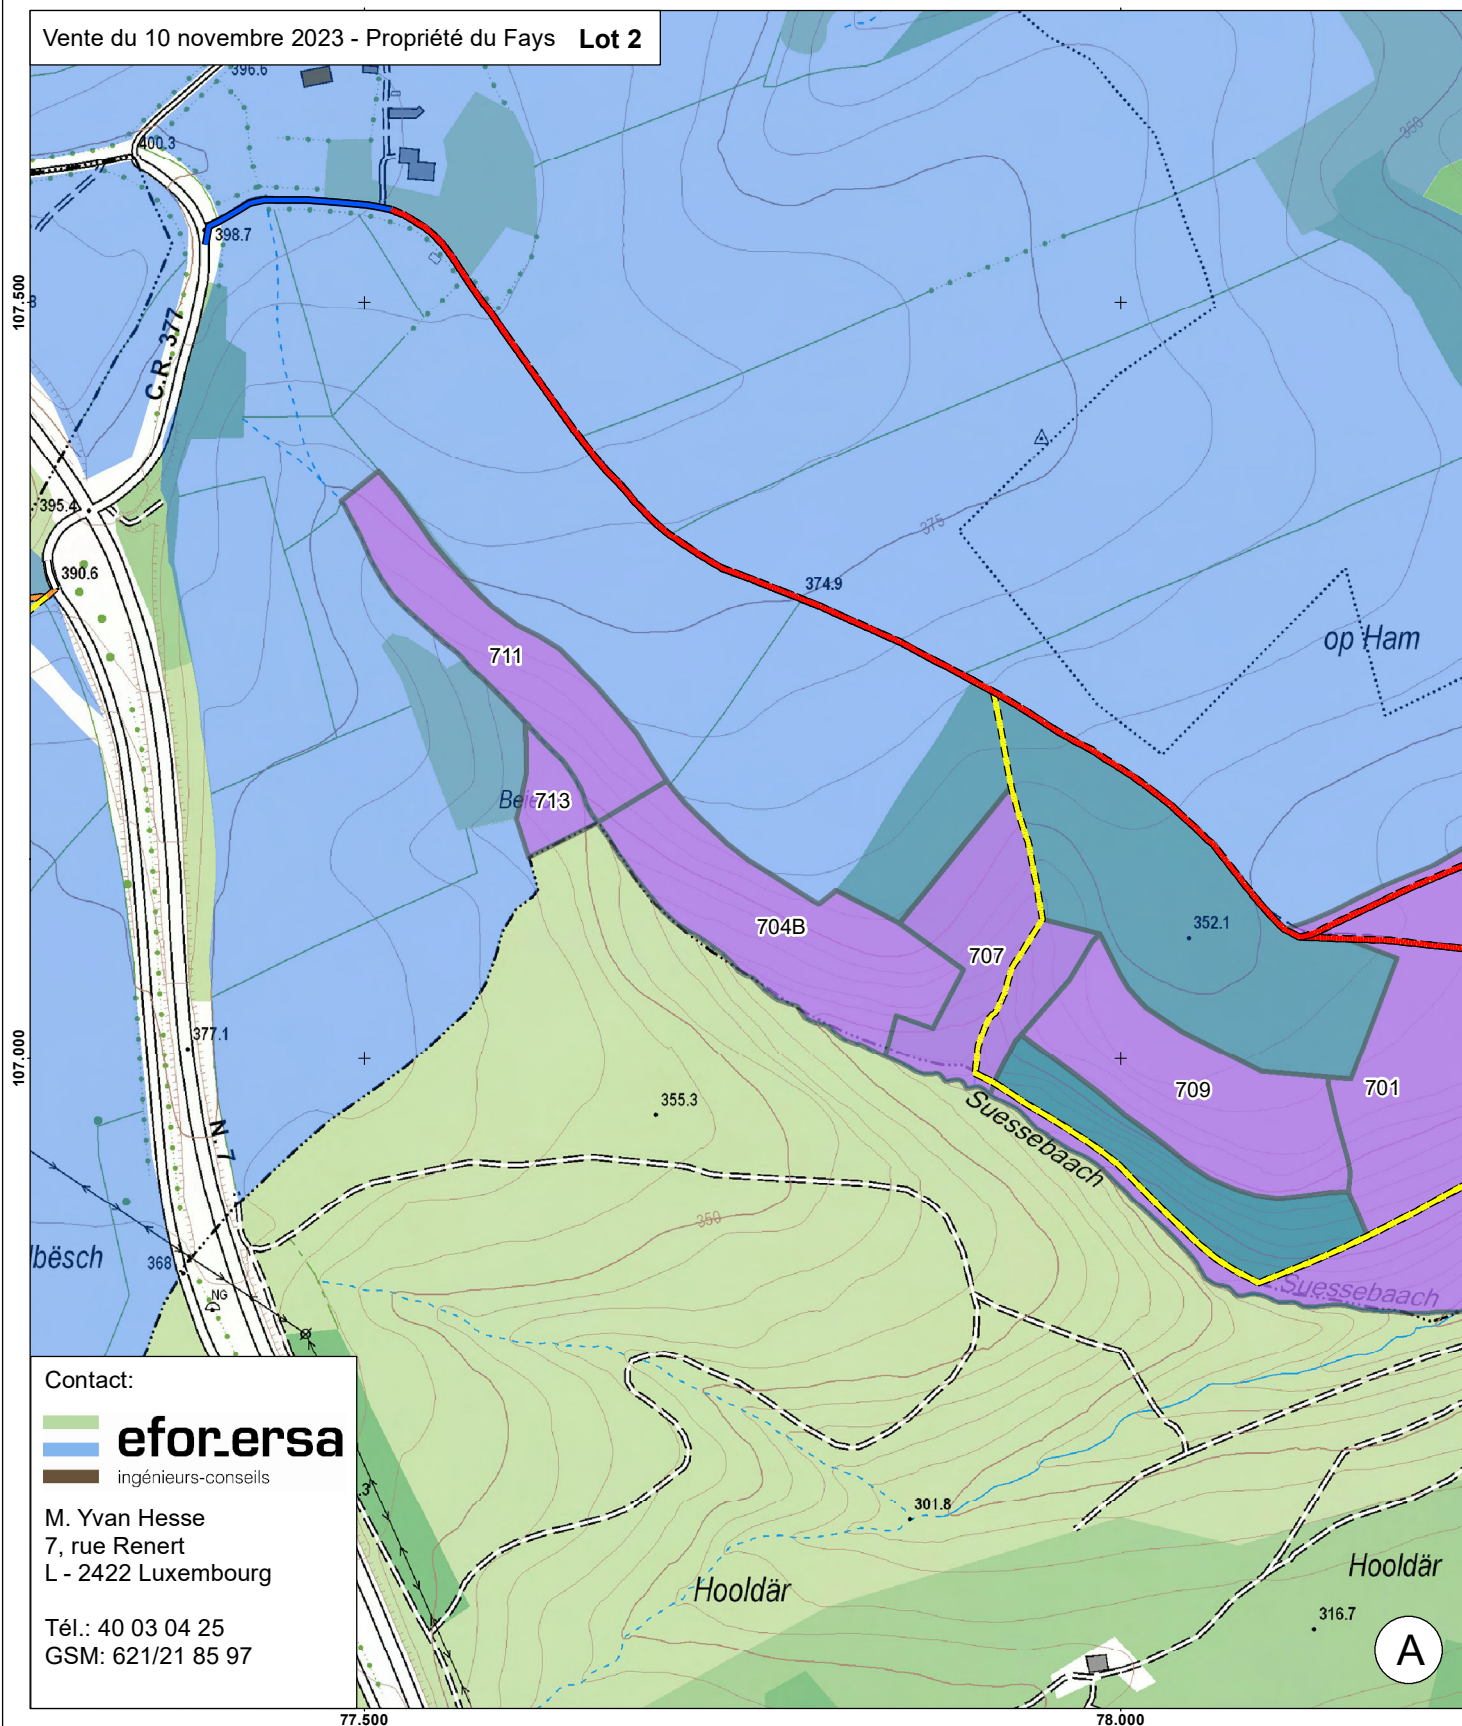 Vente du 10 novembre 2023 - Propriété du Fays Lot 2
396.6
400.3
398.7
350
107.500
C.R. 377
395.4
375
390.6
374.9
op Ham
711
713
704B
707
352.1
377.1
107.000
709
701
355.3
Suessebaach
N. 7
350
lbësch
368
NG
Suessebaach
Contact:
efor_ersa
ingénieurs-conseils
M. Yvan Hesse
7, rue Renert
L - 2422 Luxembourg
Tél.: 40 03 04 25
GSM: 621/21 85 97
.3
301.8
Hooldär
Hooldär
316.7
A
77.500
78.000